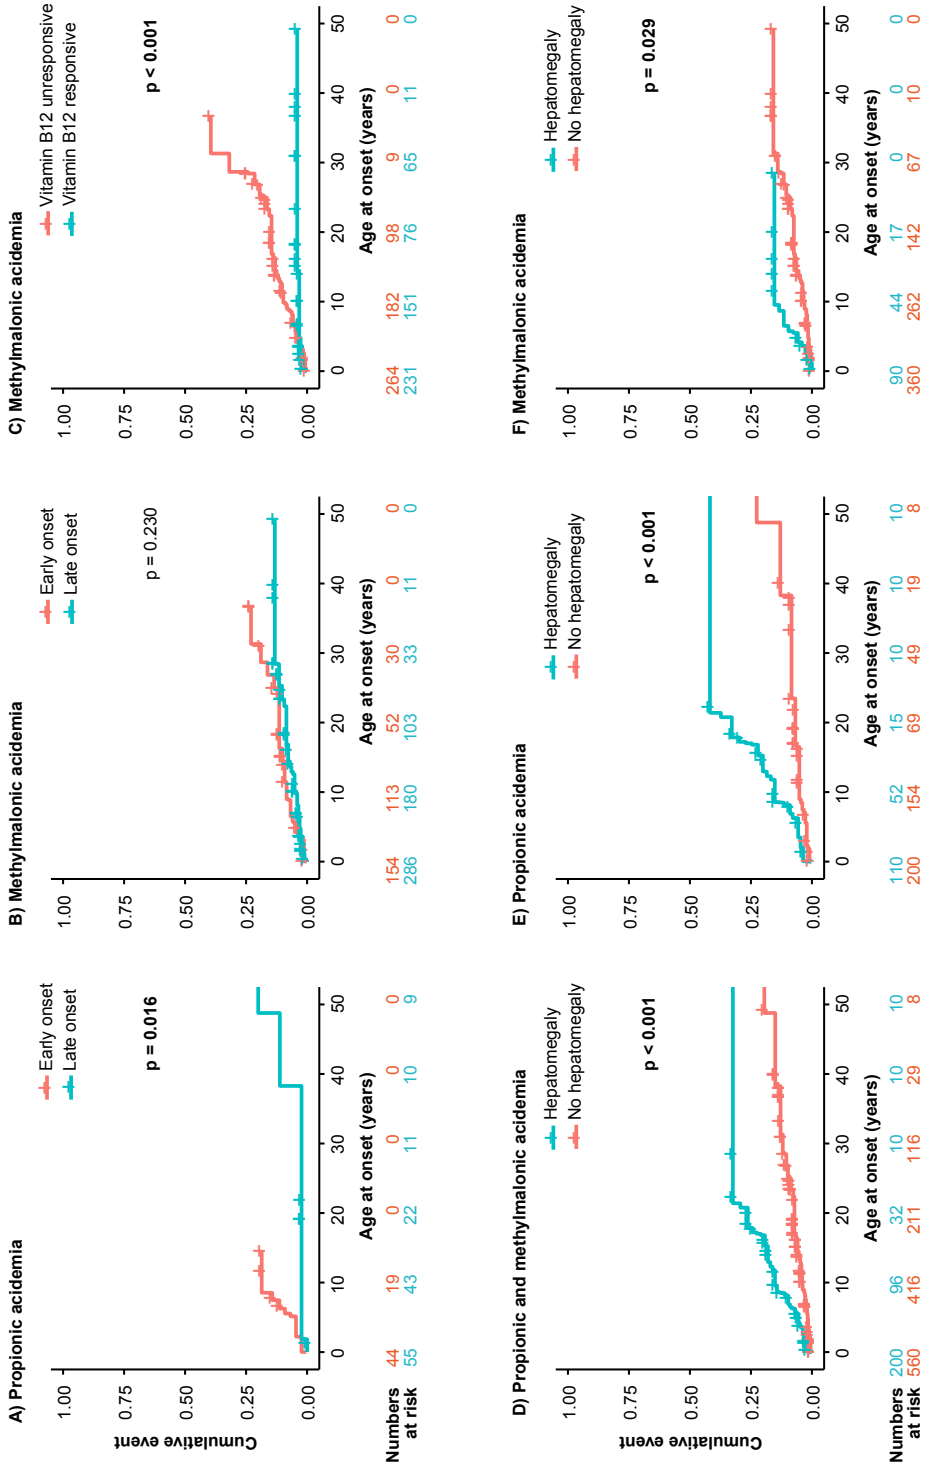 A) Propionic acidemia
Early onset
Late onset
p = 0.016
Cumulative event
1.00
0.75
0.50
0.25
0.00
0 10 20 30 40 50
Age at onset (years)
Numbers at risk
44 19 0 0 0 0
55 43 22 11 10 9
B) Methylmalonic acidemia
Early onset
Late onset
p = 0.230
1.00
0.75
0.50
0.25
0.00
0 10 20 30 40 50
Age at onset (years)
154 113 52 30 0 0
286 180 103 33 11 0
C) Methylmalonic acidemia
Vitamin B12 unresponsive
Vitamin B12 responsive
p < 0.001
1.00
0.75
0.50
0.25
0.00
0 10 20 30 40 50
Age at onset (years)
264 182 98 9 0 0
231 151 76 65 11 0
D) Propionic and methylmalonic acidemia
Hepatomegaly
No hepatomegaly
p < 0.001
Cumulative event
1.00
0.75
0.50
0.25
0.00
0 10 20 30 40 50
Age at onset (years)
Numbers at risk
200 96 32 10 10 10
560 416 211 116 29 8
E) Propionic acidemia
Hepatomegaly
No hepatomegaly
p < 0.001
1.00
0.75
0.50
0.25
0.00
0 10 20 30 40 50
Age at onset (years)
110 52 15 10 10 10
200 154 69 49 19 8
F) Methylmalonic acidemia
Hepatomegaly
No hepatomegaly
p = 0.029
1.00
0.75
0.50
0.25
0.00
0 10 20 30 40 50
Age at onset (years)
90 44 17 0 0 0
360 262 142 67 10 0